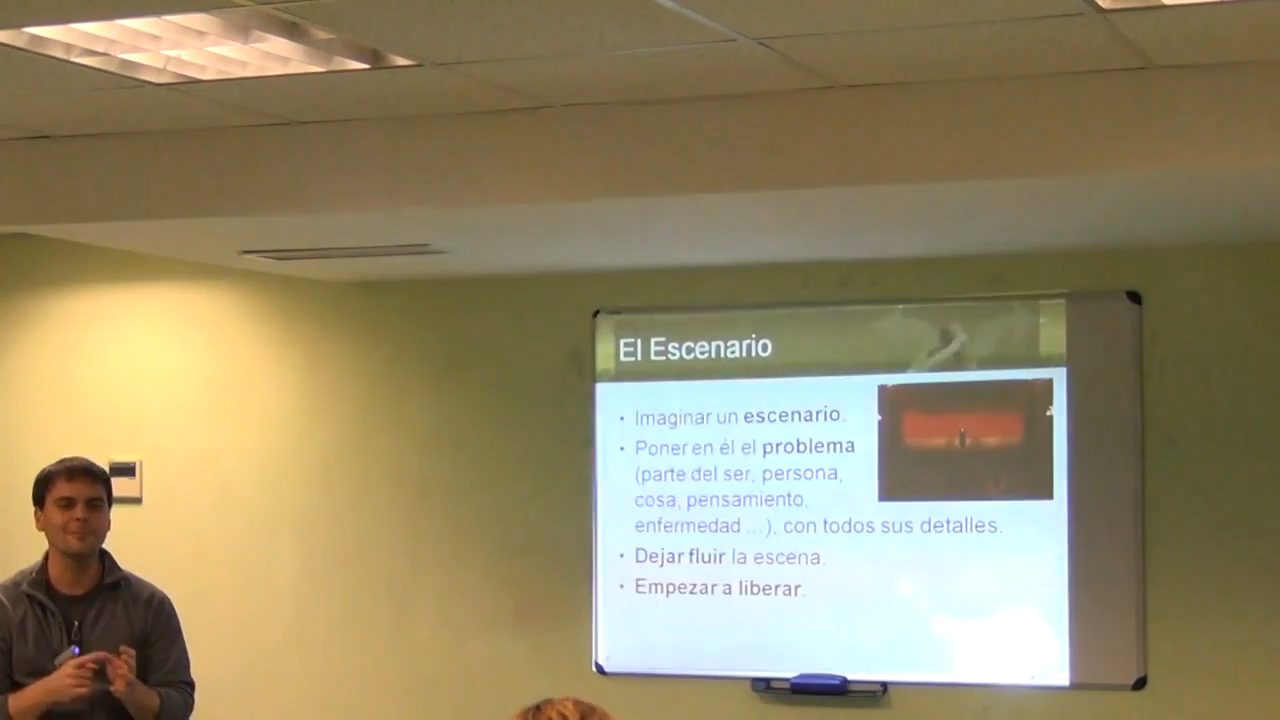 El Escenario
• Imaginar un escenario.
• Poner en él el problema
(parte del ser, persona,
cosa, pensamiento,
enfermedad ...), con todos sus detalles.
• Dejar fluir la escena.
• Empezar a liberar.